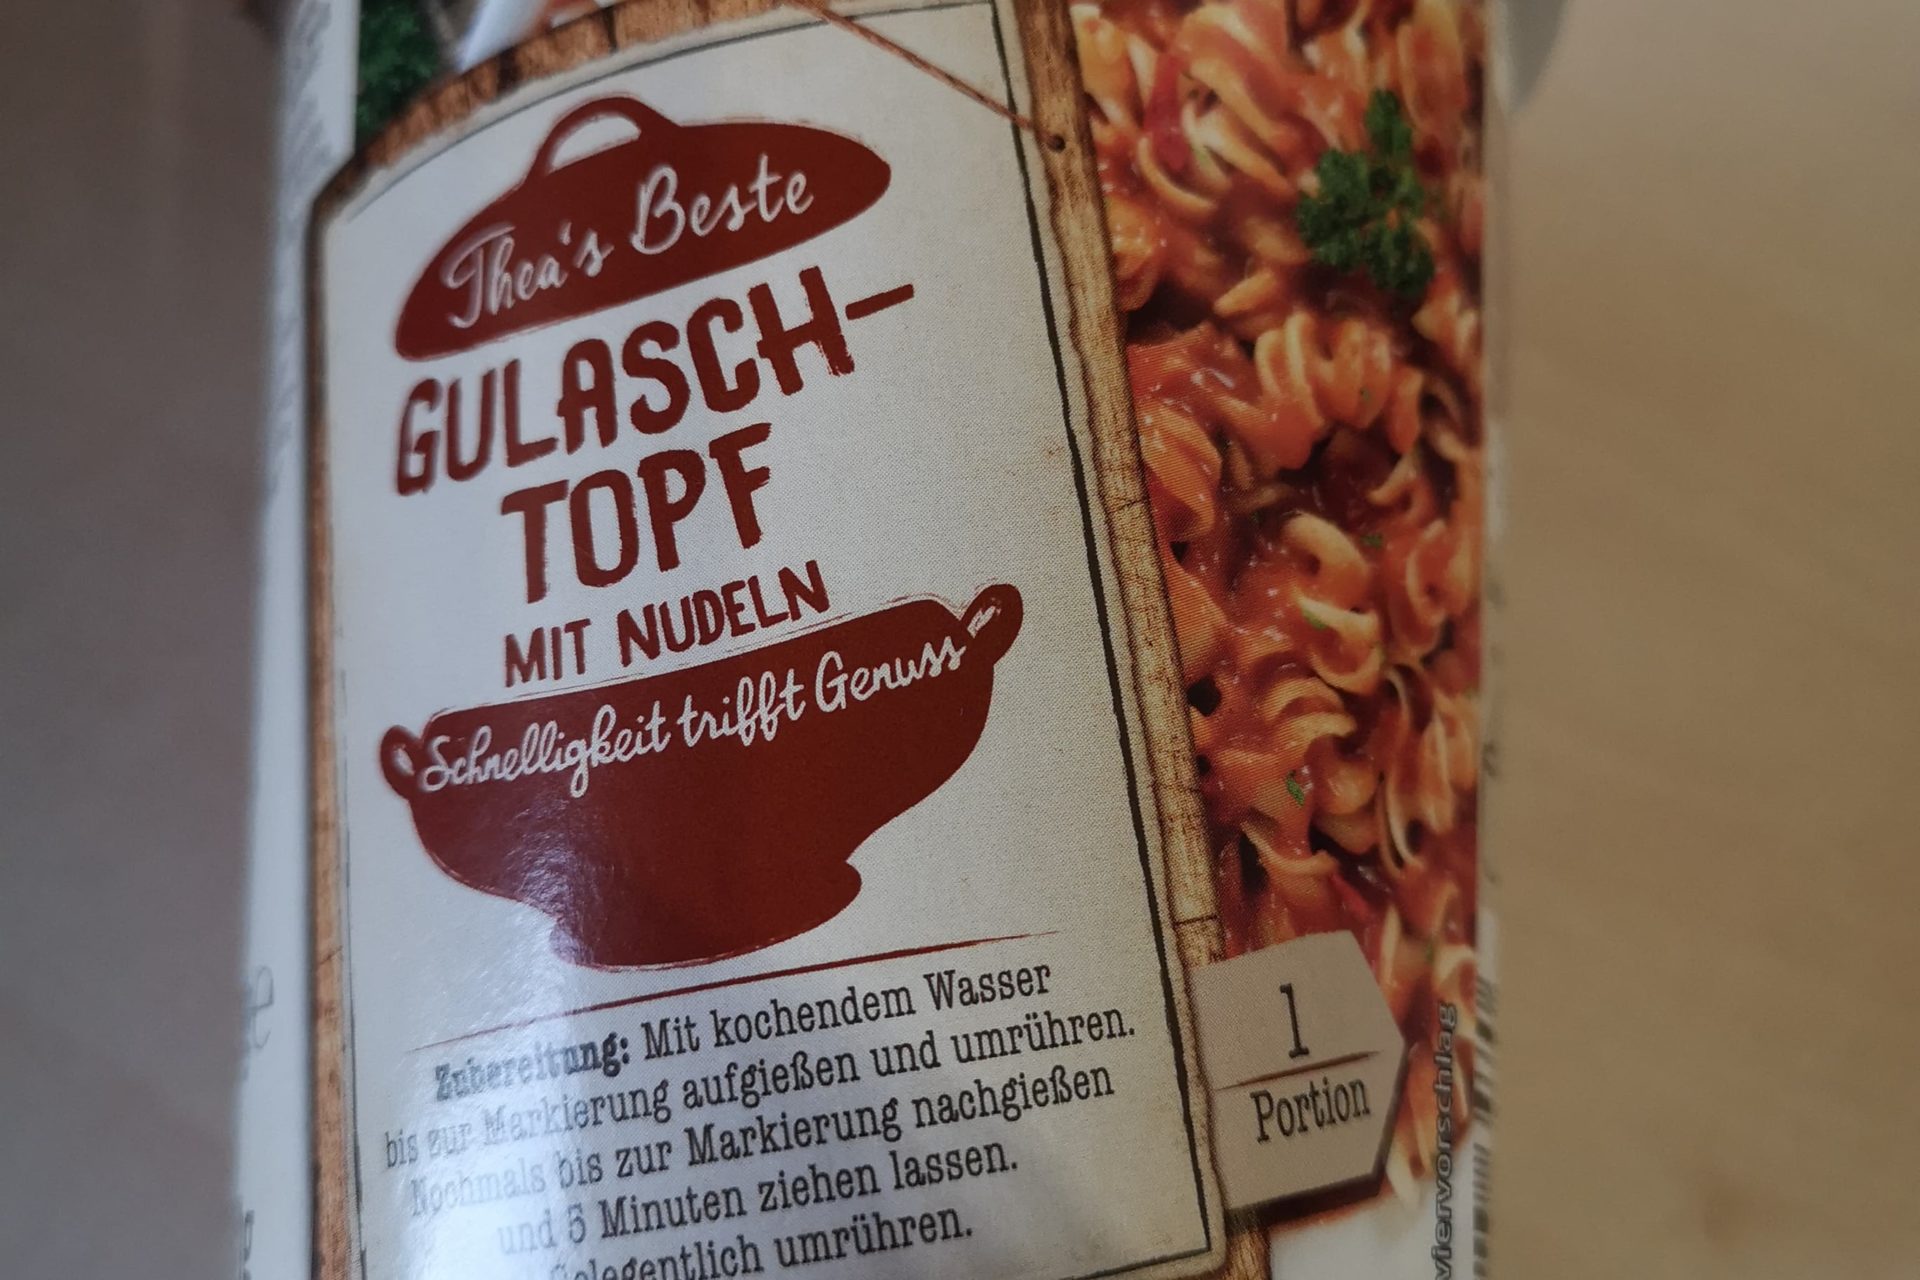 Thea's Beste
GULASCH-
TOPF
MIT NUDELN
Schnelligkeit trifft Genuss
Zubereitung: Mit kochendem Wasser
bis zur Markierung aufgießen und umrühren.
Nochmals bis zur Markierung nachgießen
und 5 Minuten ziehen lassen.
Gelegentlich umrühren.
1
Portion
viervorschlag